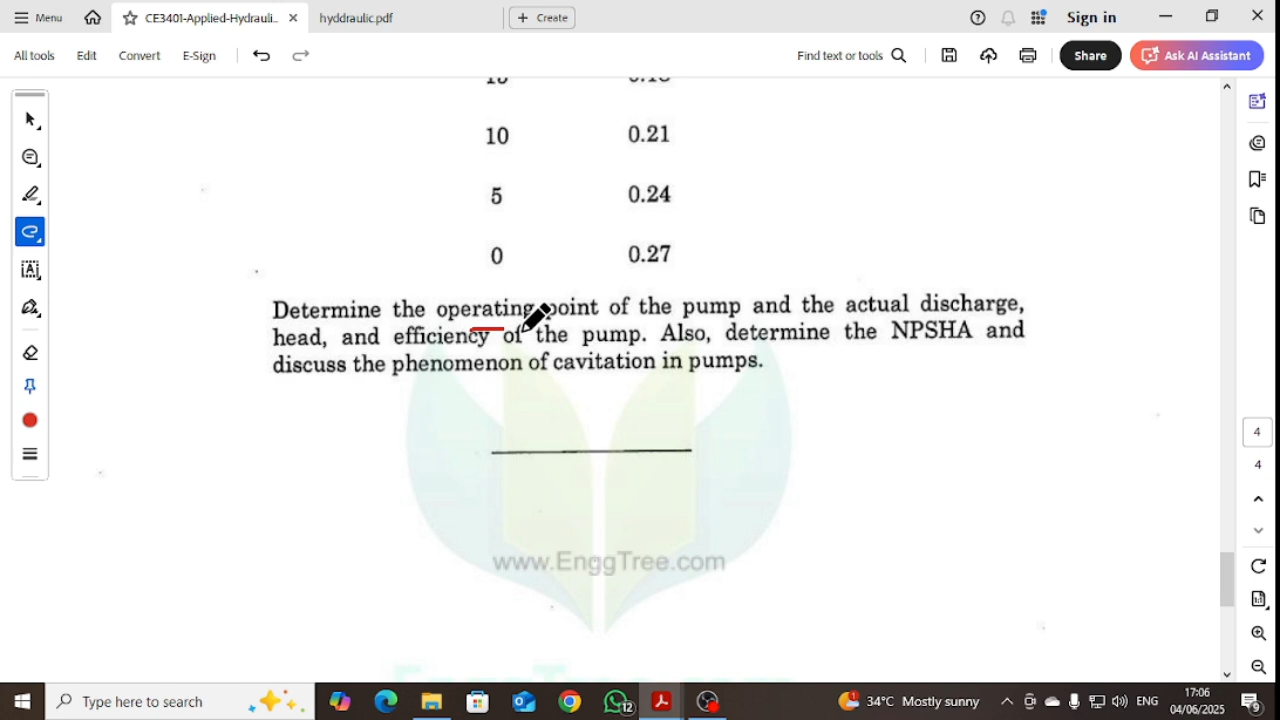 Menu
CE3401-Applied-Hydrauli...
hyddraulic.pdf
Create
Sign in
All tools
Edit
Convert
E-Sign
Find text or tools
Share
Ask AI Assistant
10 0.21
5 0.24
0 0.27
Determine the operating point of the pump and the actual discharge,
head, and efficiency of the pump. Also, determine the NPSHA and
discuss the phenomenon of cavitation in pumps.
www.EnggTree.com
4
4
Type here to search
12
1
34°C Mostly sunny
ENG
17:06
04/06/2025
9